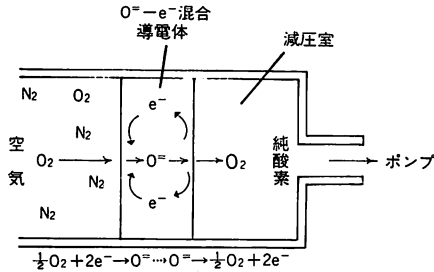 O⁼—e⁻混合
導電体
減圧室
N₂
O₂
e⁻
N₂
空気
O₂
O⁼
O₂
純酸素
ポンプ
N₂
e⁻
N₂
½O₂+2e⁻→O⁼…O⁼→½O₂+2e⁻